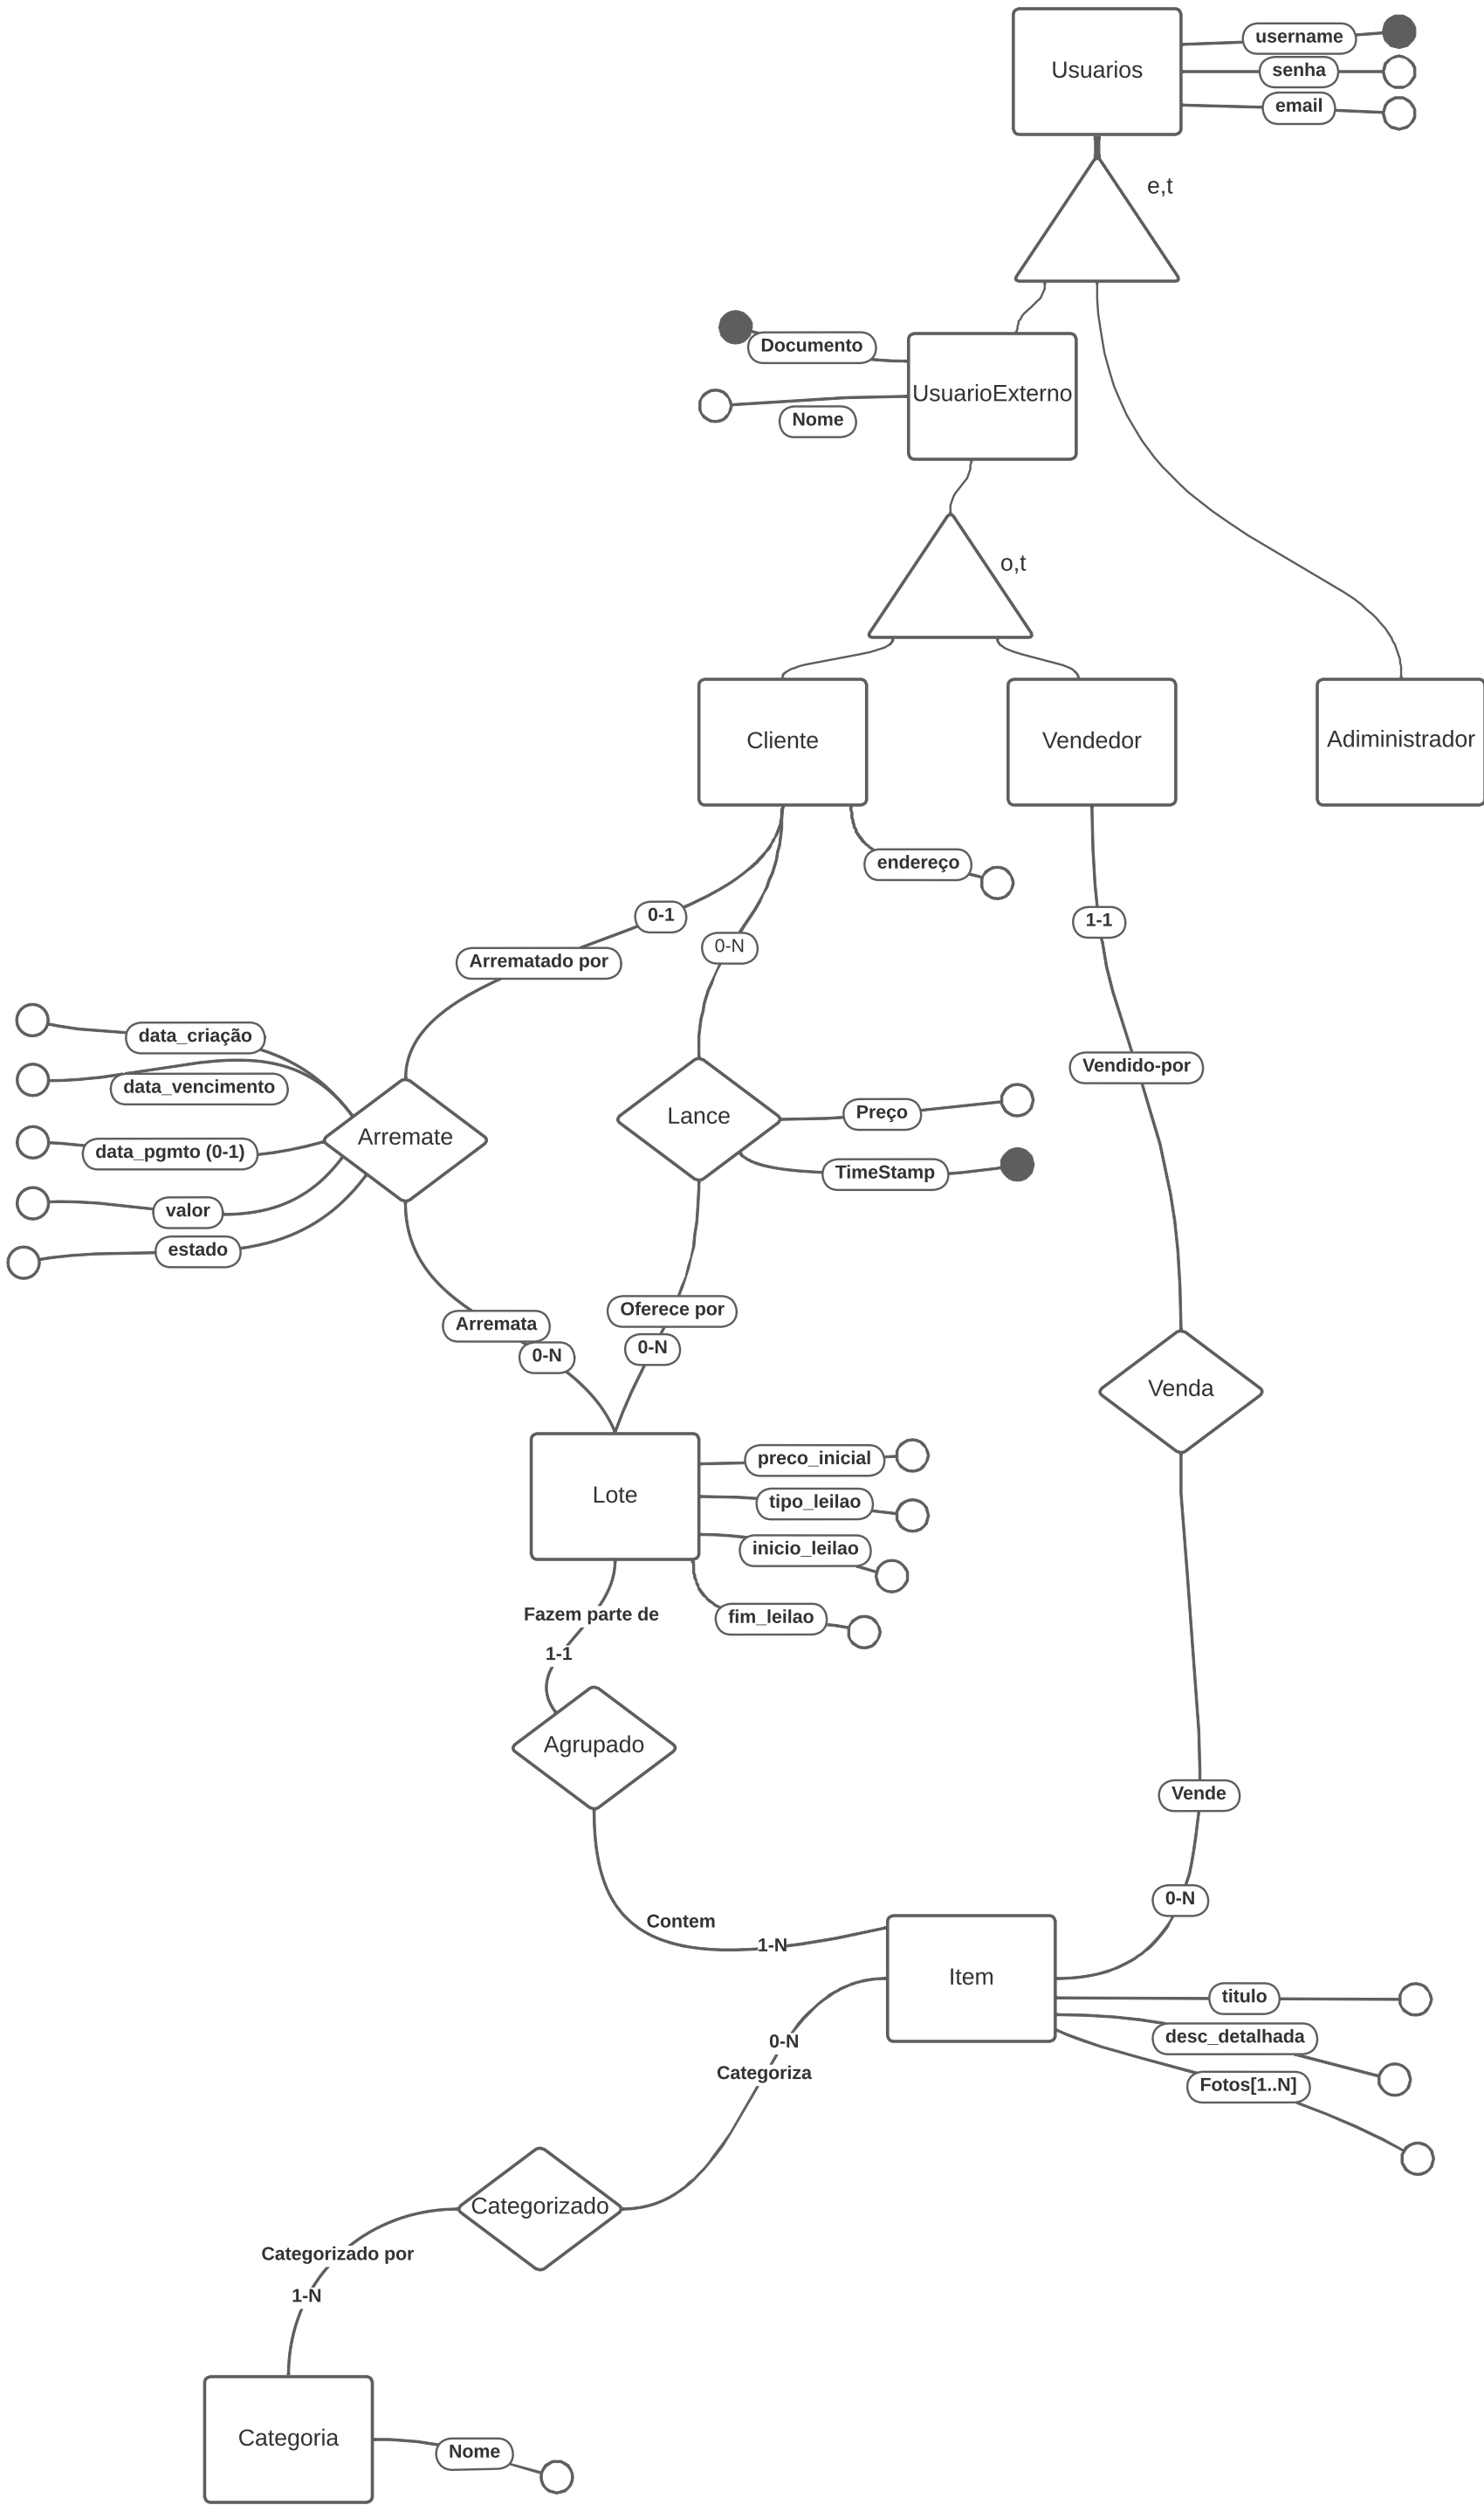 Usuarios
username
senha
email
e,t
Documento
UsuarioExterno
Nome
o,t
Cliente
Vendedor
Adiministrador
endereço
0-1
0-N
1-1
Arrematado por
data_criação
data_vencimento
Vendido-por
Arremate
Lance
Preço
data_pgmto (0-1)
TimeStamp
valor
estado
Oferece por
Arremata
0-N
0-N
Venda
preco_inicial
Lote
tipo_leilao
inicio_leilao
Fazem parte de
fim_leilao
1-1
Agrupado
Vende
0-N
Contem
1-N
Item
titulo
0-N
desc_detalhada
Categoriza
Fotos[1..N]
Categorizado
Categorizado por
1-N
Categoria
Nome